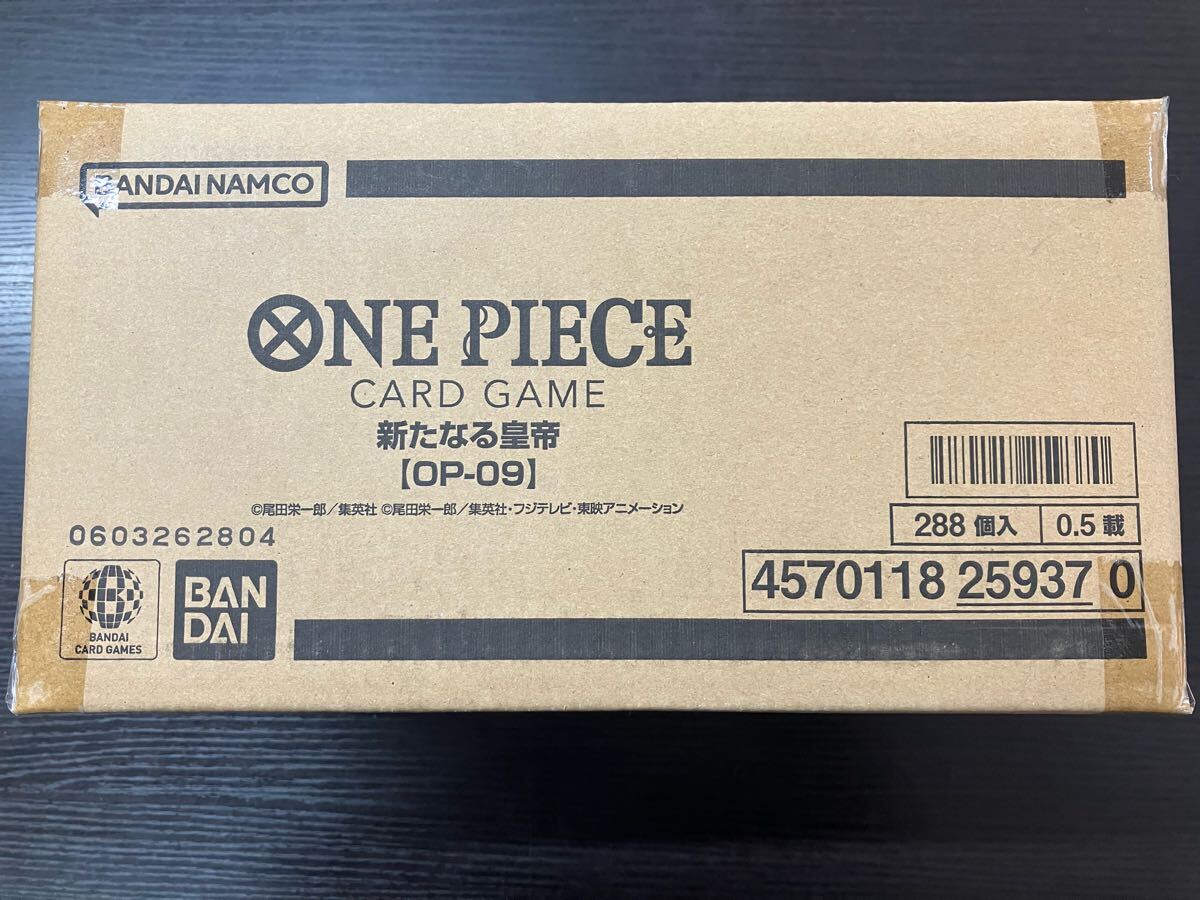 BANDAI NAMCO
ONE PIECE
CARD GAME
新たなる皇帝
【OP-09】
©尾田栄一郎／集英社 ©尾田栄一郎／集英社・フジテレビ・東映アニメーション
288 個入 0.5 載
0603262804
4570118 25937 0
BANDAI
CARD GAMES
BAN
DAI